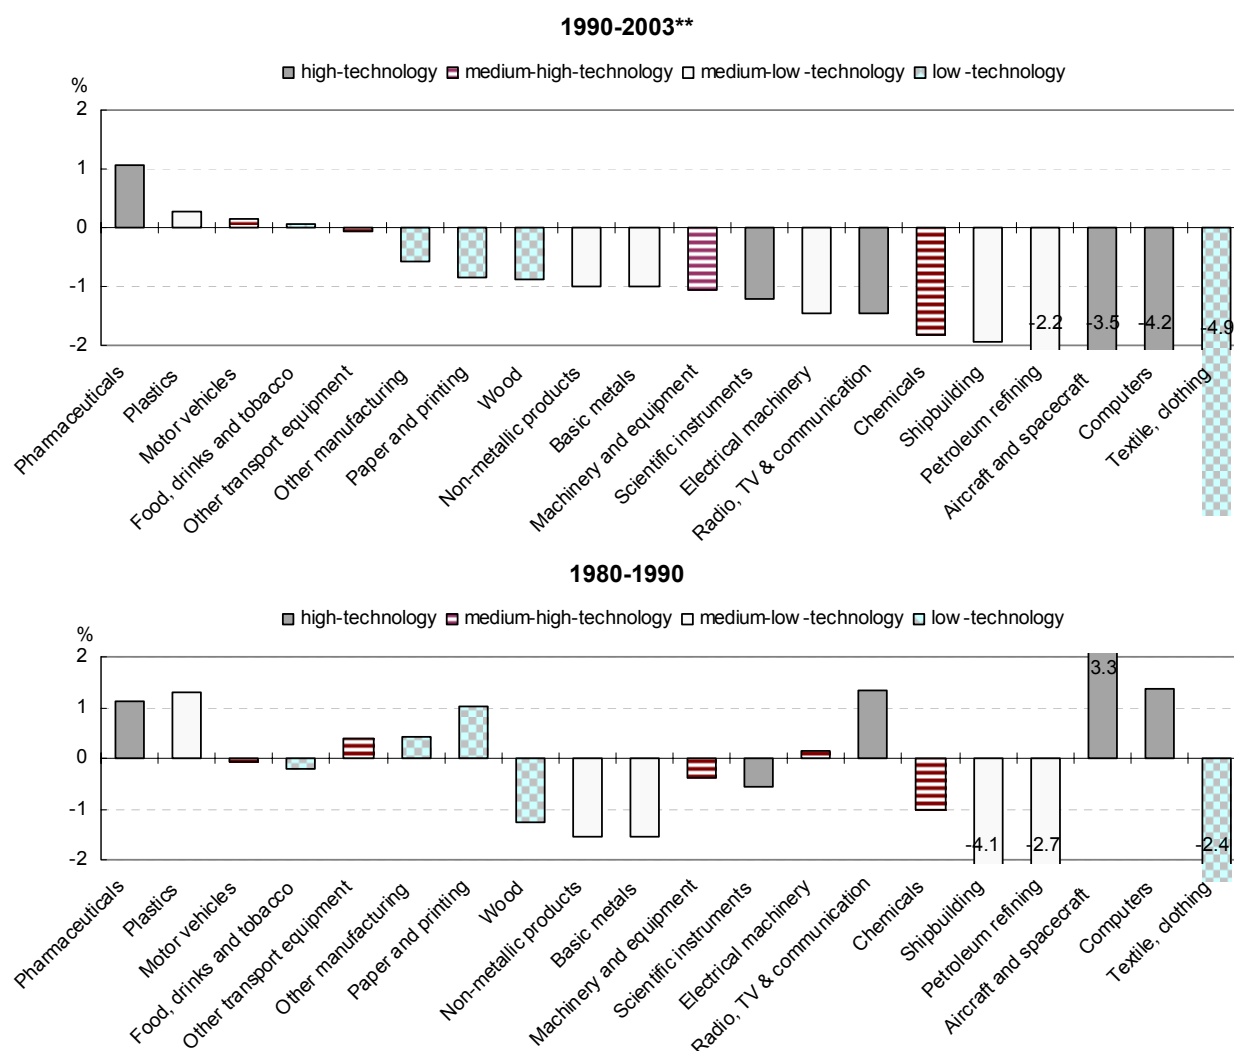 1990-2003**
high-technology medium-high-technology medium-low -technology low -technology
%
2
1
0
-1
-2
-2.2 -3.5 -4.2 -4.9
Pharmaceuticals
Plastics
Motor vehicles
Food, drinks and tobacco
Other transport equipment
Other manufacturing
Paper and printing
Wood
Non-metallic products
Basic metals
Machinery and equipment
Scientific instruments
Electrical machinery
Radio, TV & communication
Chemicals
Shipbuilding
Petroleum refining
Aircraft and spacecraft
Computers
Textile, clothing
1980-1990
high-technology medium-high-technology medium-low -technology low -technology
%
2
1
0
-1
-2
3.3
-4.1 -2.7 -2.4
Pharmaceuticals
Plastics
Motor vehicles
Food, drinks and tobacco
Other transport equipment
Other manufacturing
Paper and printing
Wood
Non-metallic products
Basic metals
Machinery and equipment
Scientific instruments
Electrical machinery
Radio, TV & communication
Chemicals
Shipbuilding
Petroleum refining
Aircraft and spacecraft
Computers
Textile, clothing